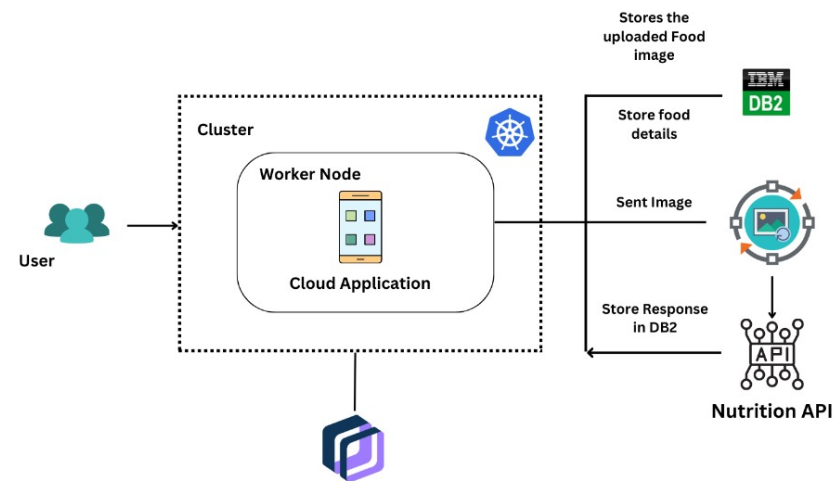 Stores the
uploaded Food
image
IBM
DB2
Cluster
Store food
details
Worker Node
Sent Image
User
Cloud Application
Store Response
in DB2
API
Nutrition API